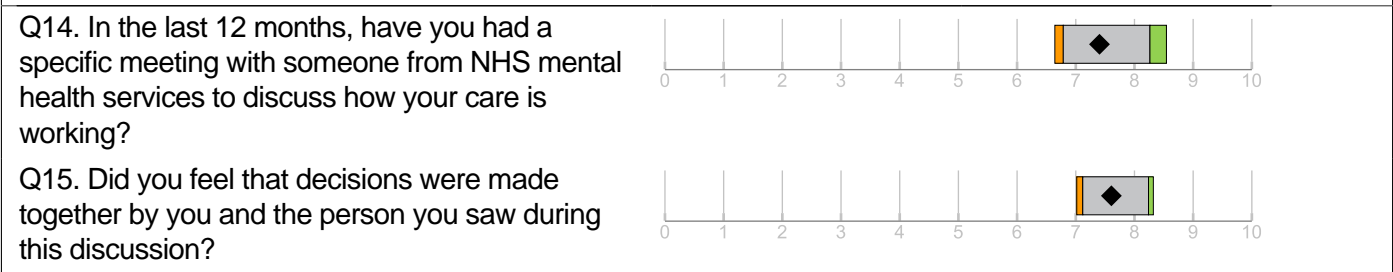 Q14. In the last 12 months, have you had a
specific meeting with someone from NHS mental
health services to discuss how your care is
working?
0 1 2 3 4 5 6 7 8 9 10
Q15. Did you feel that decisions were made
together by you and the person you saw during
this discussion?
0 1 2 3 4 5 6 7 8 9 10